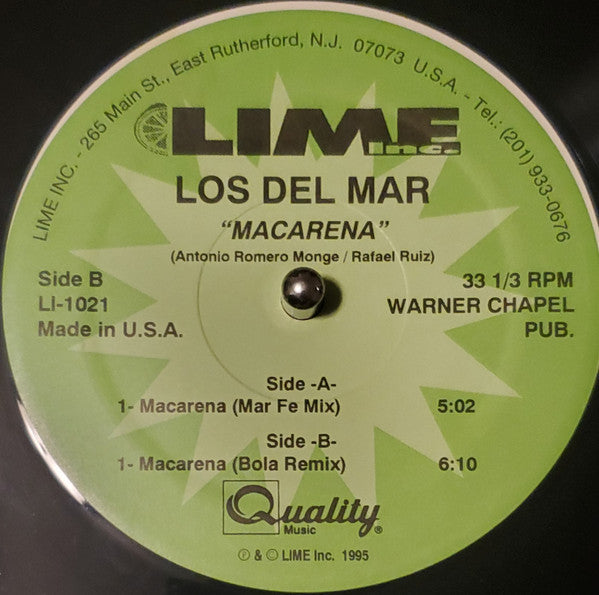 LIME INC. - 265 Main St., East Rutherford, N.J. 07073 U.S.A. - Tel.: (201) 933-0676
LIME
Inc.
LOS DEL MAR
"MACARENA"
(Antonio Romero Monge / Rafael Ruiz)
Side B
LI-1021
Made in U.S.A.
33 1/3 RPM
WARNER CHAPEL
PUB.
Side -A-
1- Macarena (Mar Fe Mix) 5:02
Side -B-
1- Macarena (Bola Remix) 6:10
Quality
Music ®
℗ & © LIME Inc. 1995